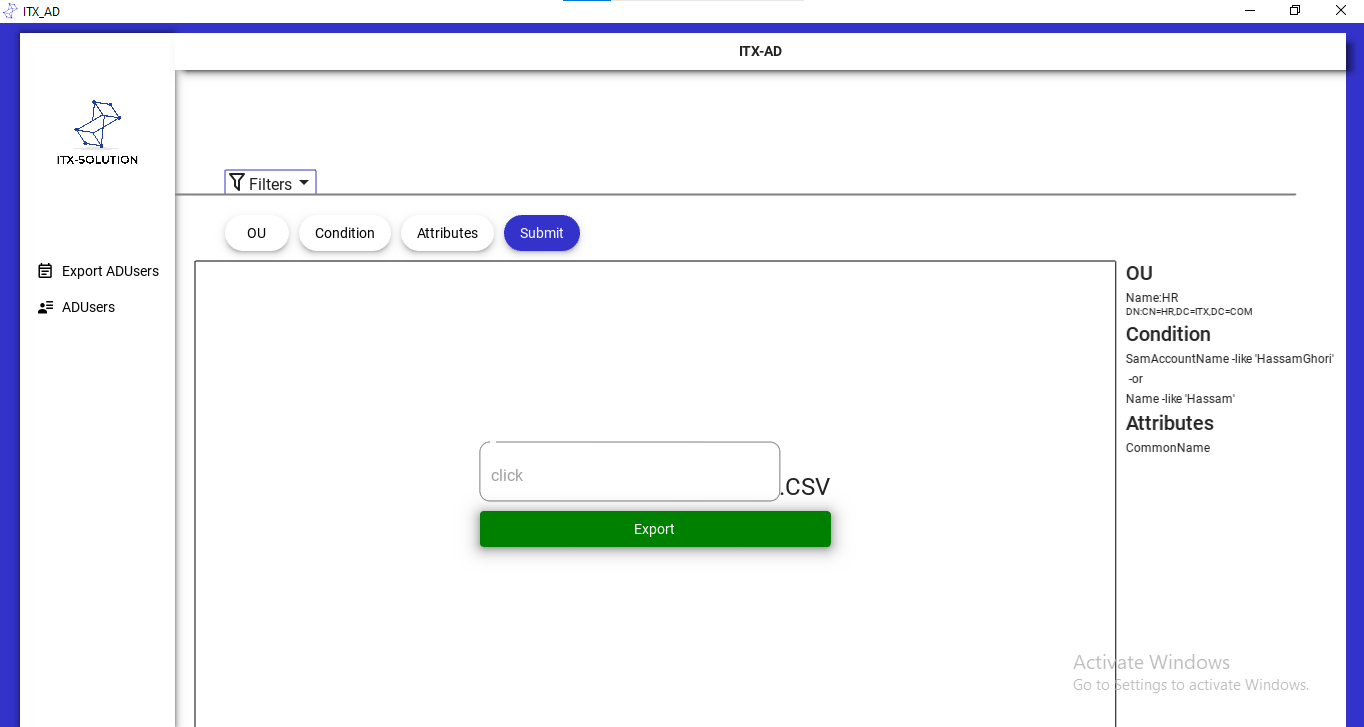 ITX_AD
ITX-AD
ITX-SOLUTION
Export ADUsers
ADUsers
Filters
OU
Condition
Attributes
Submit
click
.CSV
Export
OU
Name:HR
DN:CN=HR,DC=ITX,DC=COM
Condition
SamAccountName -like 'HassamGhori'
-or
Name -like 'Hassam'
Attributes
CommonName
Activate Windows
Go to Settings to activate Windows.